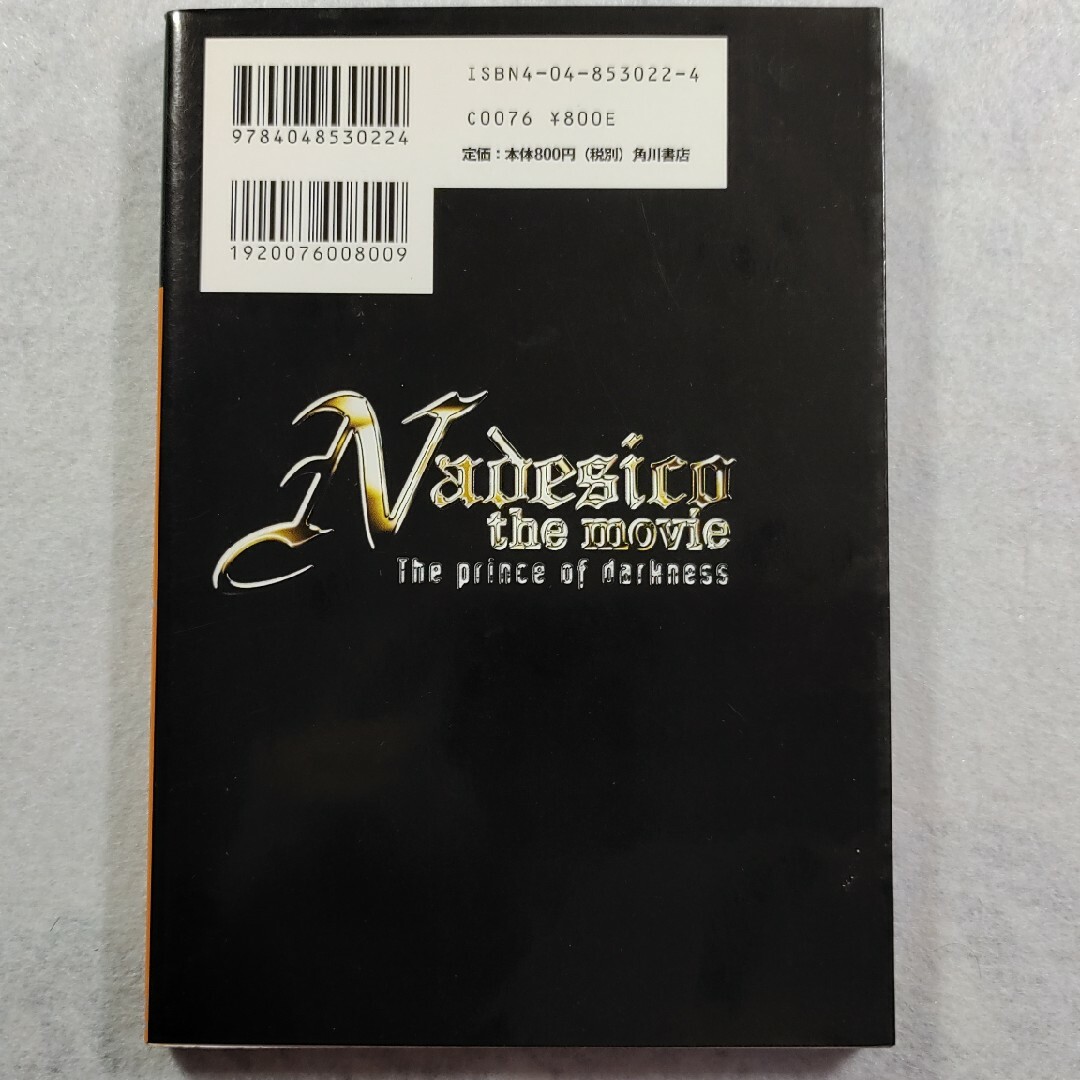 9784048530224
1920076008009
ISBN4-04-853022-4
C0076 ¥800E
定価：本体800円（税別）角川書店
Nadesico
the movie
The prince of darkness